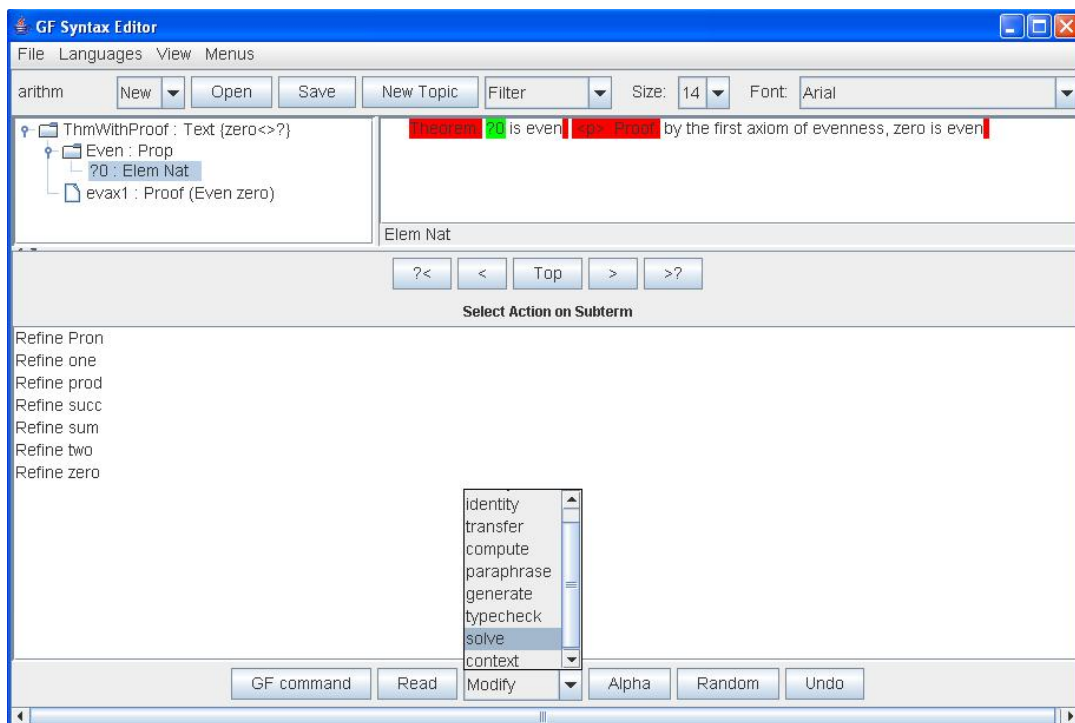 GF Syntax Editor
File Languages View Menus
arithm New Open Save New Topic Filter Size: 14 Font: Arial
ThmWithProof : Text {zero<>?}
Even : Prop
?0 : Elem Nat
evax1 : Proof (Even zero)
Theorem. ?0 is even. <p> Proof. by the first axiom of evenness, zero is even.
Elem Nat
?< < Top > >?
Select Action on Subterm
Refine Pron
Refine one
Refine prod
Refine succ
Refine sum
Refine two
Refine zero
identity
transfer
compute
paraphrase
generate
typecheck
solve
context
GF command Read Modify Alpha Random Undo